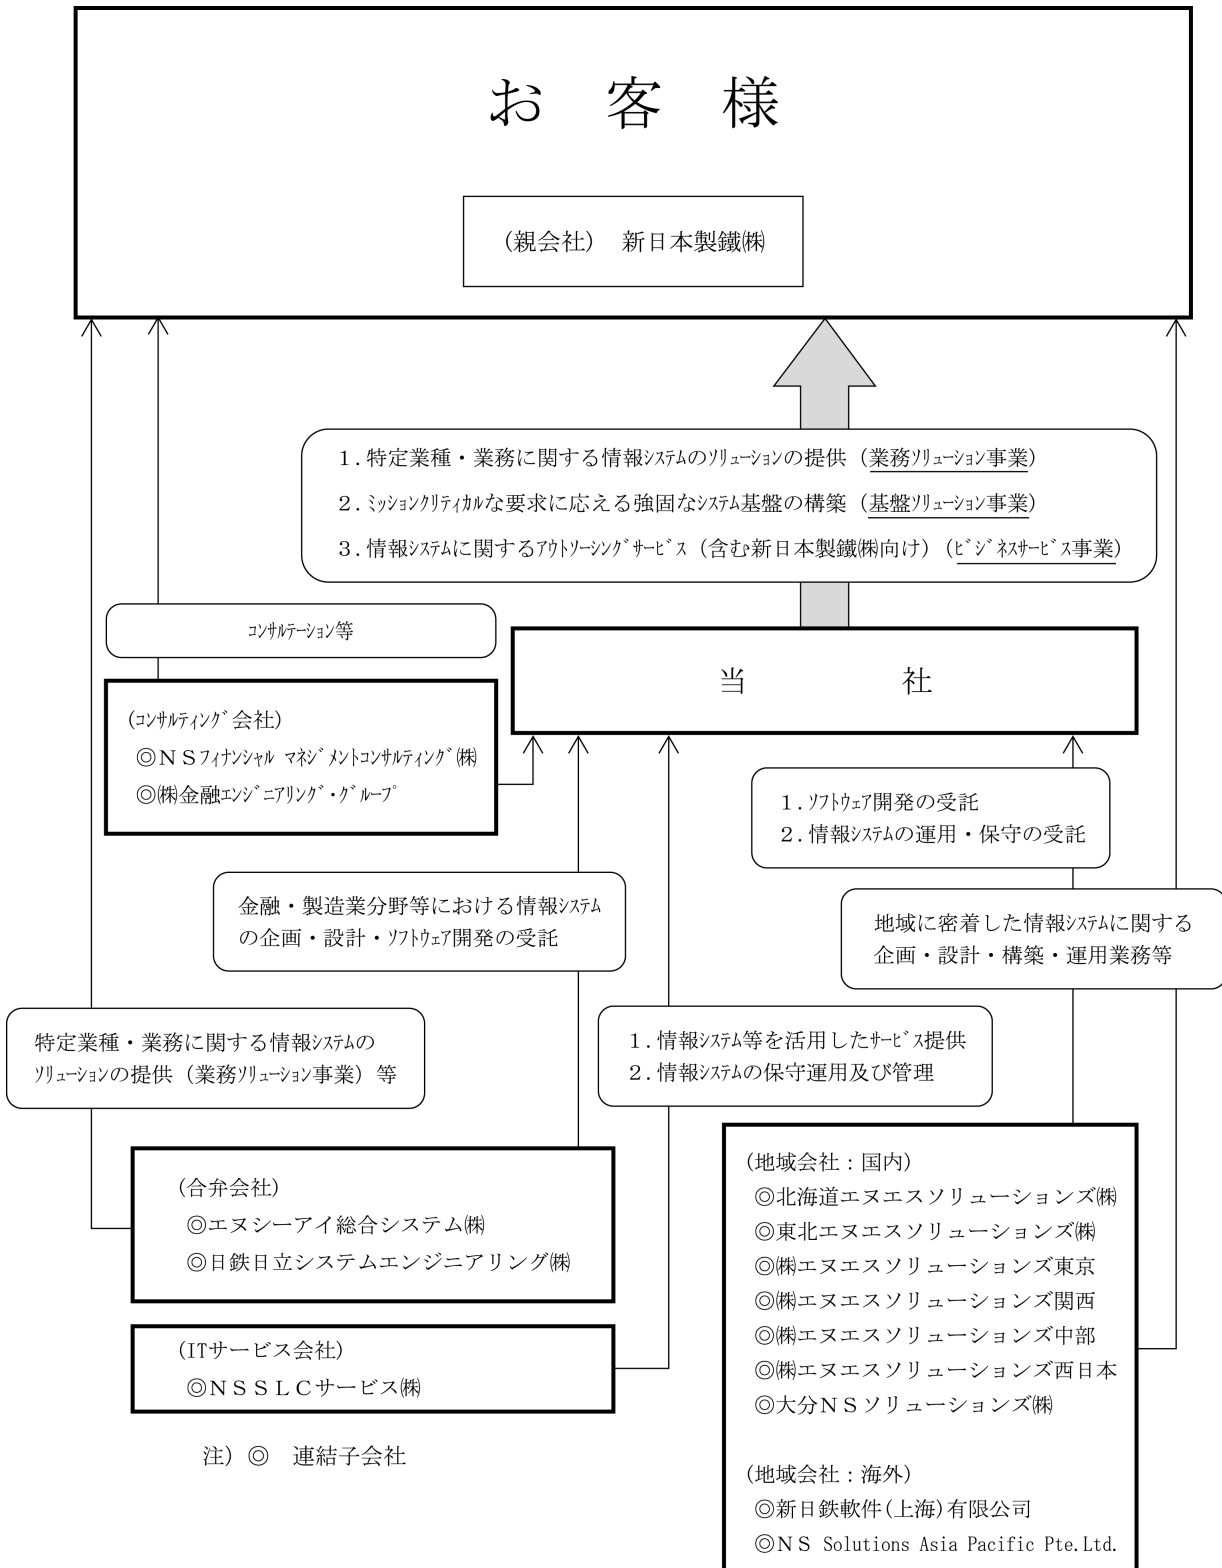 お 客 様
(親会社) 新日本製鐵㈱
1.特定業種・業務に関する情報ｼｽﾃﾑのｿﾘｭｰｼｮﾝの提供（業務ｿﾘｭｰｼｮﾝ事業）
2.ﾐｯｼｮﾝｸﾘﾃｨｶﾙな要求に応える強固なｼｽﾃﾑ基盤の構築（基盤ｿﾘｭｰｼｮﾝ事業）
3.情報ｼｽﾃﾑに関するｱｳﾄｿｰｼﾝｸﾞｻｰﾋﾞｽ（含む新日本製鐵㈱向け）（ﾋﾞｼﾞﾈｽｻｰﾋﾞｽ事業）
ｺﾝｻﾙﾃｰｼｮﾝ等
当 社
(ｺﾝｻﾙﾃｨﾝｸﾞ会社)
◎ＮＳﾌｨﾅﾝｼｬﾙ ﾏﾈｼﾞﾒﾝﾄｺﾝｻﾙﾃｨﾝｸﾞ㈱
◎㈱金融ｴﾝｼﾞﾆｱﾘﾝｸﾞ・ｸﾞﾙｰﾌﾟ
1.ｿﾌﾄｳｪｱ開発の受託
2.情報ｼｽﾃﾑの運用・保守の受託
金融・製造業分野等における情報ｼｽﾃﾑ
の企画・設計・ｿﾌﾄｳｪｱ開発の受託
地域に密着した情報ｼｽﾃﾑに関する
企画・設計・構築・運用業務等
特定業種・業務に関する情報ｼｽﾃﾑの
ｿﾘｭｰｼｮﾝの提供（業務ｿﾘｭｰｼｮﾝ事業）等
1.情報ｼｽﾃﾑ等を活用したｻｰﾋﾞｽ提供
2.情報ｼｽﾃﾑの保守運用及び管理
(合弁会社)
◎エヌシーアイ総合システム㈱
◎日鉄日立システムエンジニアリング㈱
(ITサービス会社)
◎ＮＳＳＬＣサービス㈱
注）◎ 連結子会社
(地域会社：国内)
◎北海道エヌエスソリューションズ㈱
◎東北エヌエスソリューションズ㈱
◎㈱エヌエスソリューションズ東京
◎㈱エヌエスソリューションズ関西
◎㈱エヌエスソリューションズ中部
◎㈱エヌエスソリューションズ西日本
◎大分ＮＳソリューションズ㈱
(地域会社：海外)
◎新日鉄軟件(上海)有限公司
◎ＮＳ Solutions Asia Pacific Pte.Ltd.